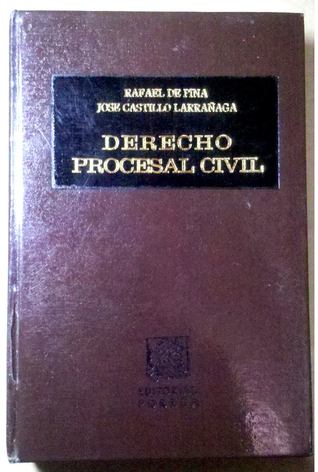 RAFAEL DE PINA
JOSE CASTILLO LARRAÑAGA
DERECHO
PROCESAL CIVIL
EDITORIAL
PORRUA